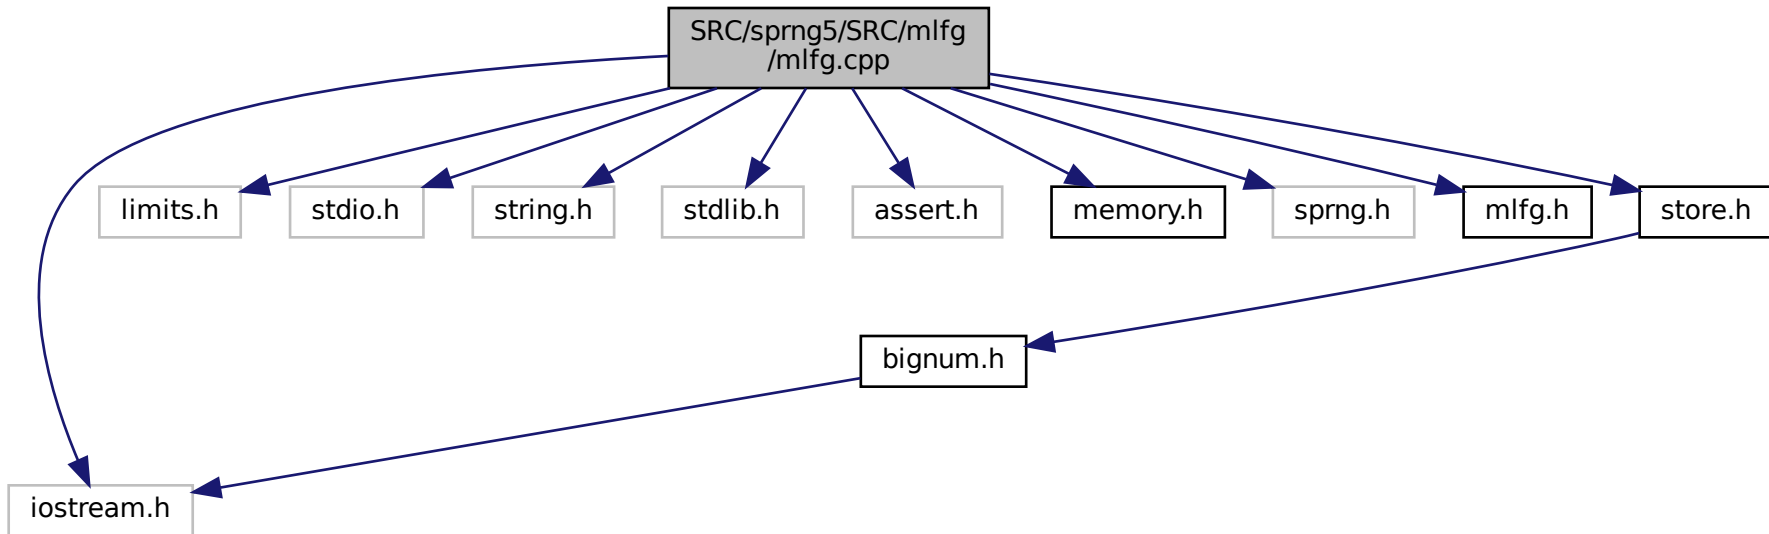 SRC/sprng5/SRC/mlfg
/mlfg.cpp
limits.h
stdio.h
string.h
stdlib.h
assert.h
memory.h
sprng.h
mlfg.h
store.h
bignum.h
iostream.h